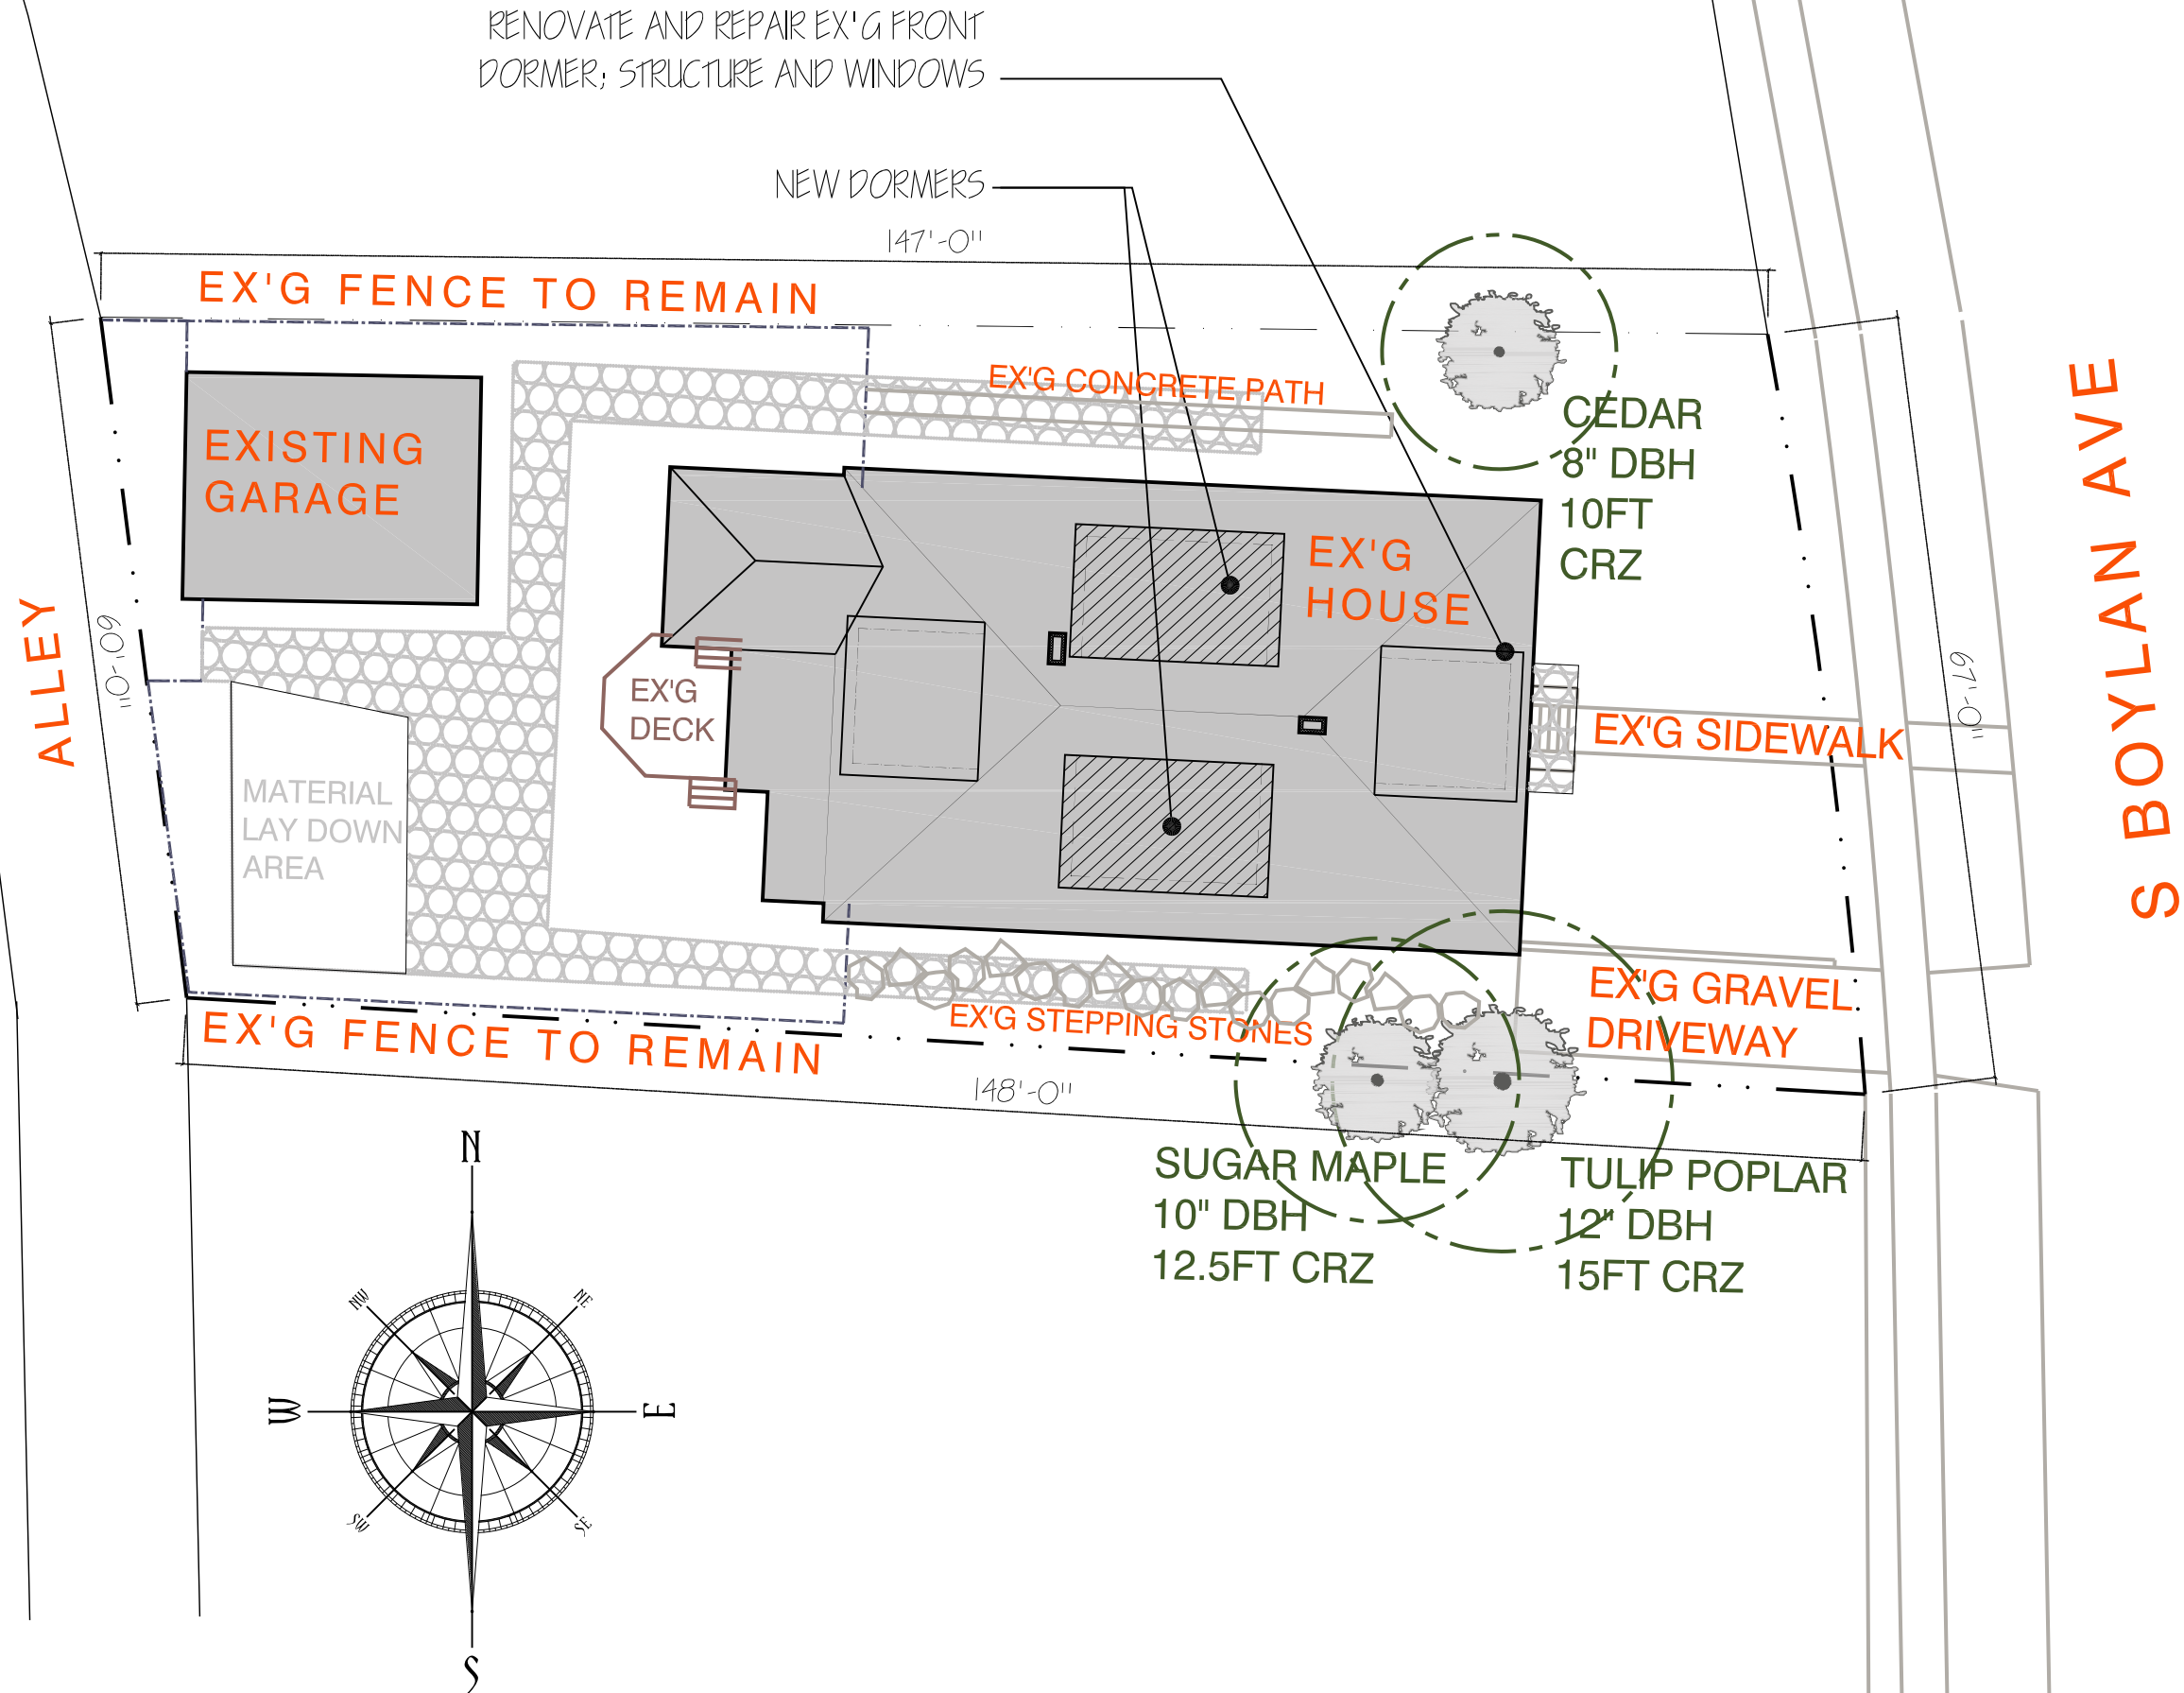 RENOVATE AND REPAIR EX'G FRONT
DORMER; STRUCTURE AND WINDOWS
NEW DORMERS
147'-0"
EX'G FENCE TO REMAIN
EX'G CONCRETE PATH
CEDAR
8" DBH
10FT
CRZ
EXISTING
GARAGE
EX'G
HOUSE
S BOYLAN AVE
ALLEY
60'-0"
67'-0"
EX'G
DECK
EX'G SIDEWALK
MATERIAL
LAY DOWN
AREA
EX'G GRAVEL
DRIVEWAY
EX'G STEPPING STONES
EX'G FENCE TO REMAIN
148'-0"
SUGAR MAPLE
10" DBH
12.5FT CRZ
TULIP POPLAR
12" DBH
15FT CRZ
N
NW
NE
W
E
SW
SE
S